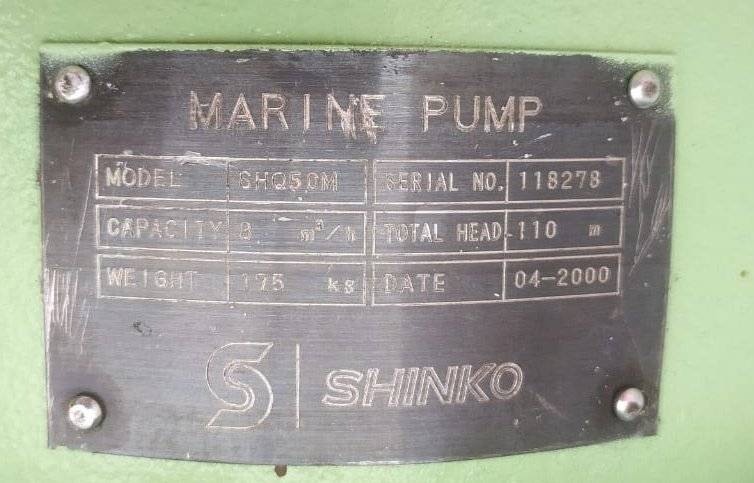 MARINE PUMP
MODEL SHQ50M SERIAL NO. 118278
CAPACITY 8 m³/h TOTAL HEAD 110 m
WEIGHT 175 kg DATE 04-2000
S | SHINKO